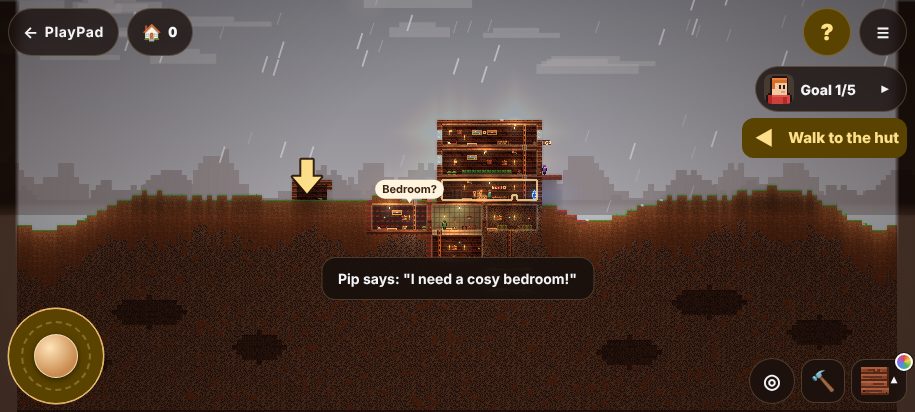 ← PlayPad
0
?
Goal 1/5
Walk to the hut
Bedroom?
Pip says: "I need a cosy bedroom!"